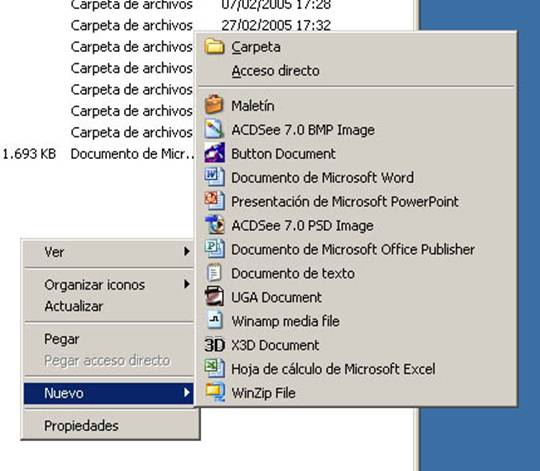 Carpeta de archivos 07/02/2005 17:28
Carpeta de archivos 27/02/2005 17:32
Carpeta de archivos
Carpeta de archivos
Carpeta de archivos
Carpeta de archivos
Carpeta de archivos
1.693 KB Documento de Micr...
Carpeta
Acceso directo
Maletín
ACDSee 7.0 BMP Image
Button Document
Documento de Microsoft Word
Presentación de Microsoft PowerPoint
ACDSee 7.0 PSD Image
Documento de Microsoft Office Publisher
Documento de texto
UGA Document
Winamp media file
3D X3D Document
Hoja de cálculo de Microsoft Excel
WinZip File
Ver
Organizar iconos
Actualizar
Pegar
Pegar acceso directo
Nuevo
Propiedades